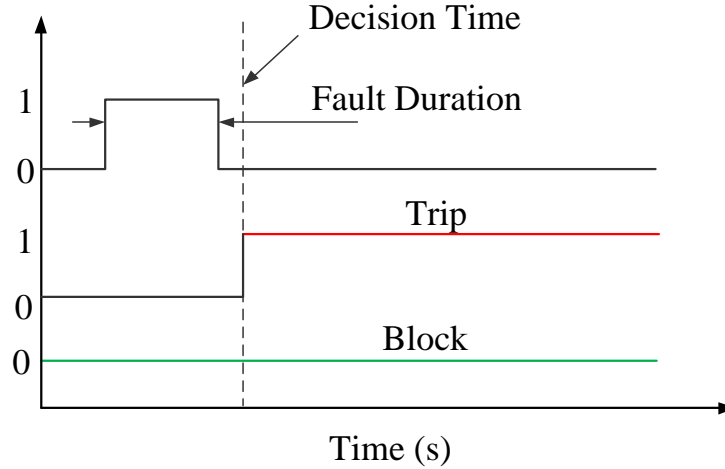 Decision Time
1
Fault Duration
0
Trip
1
0
Block
0
Time (s)